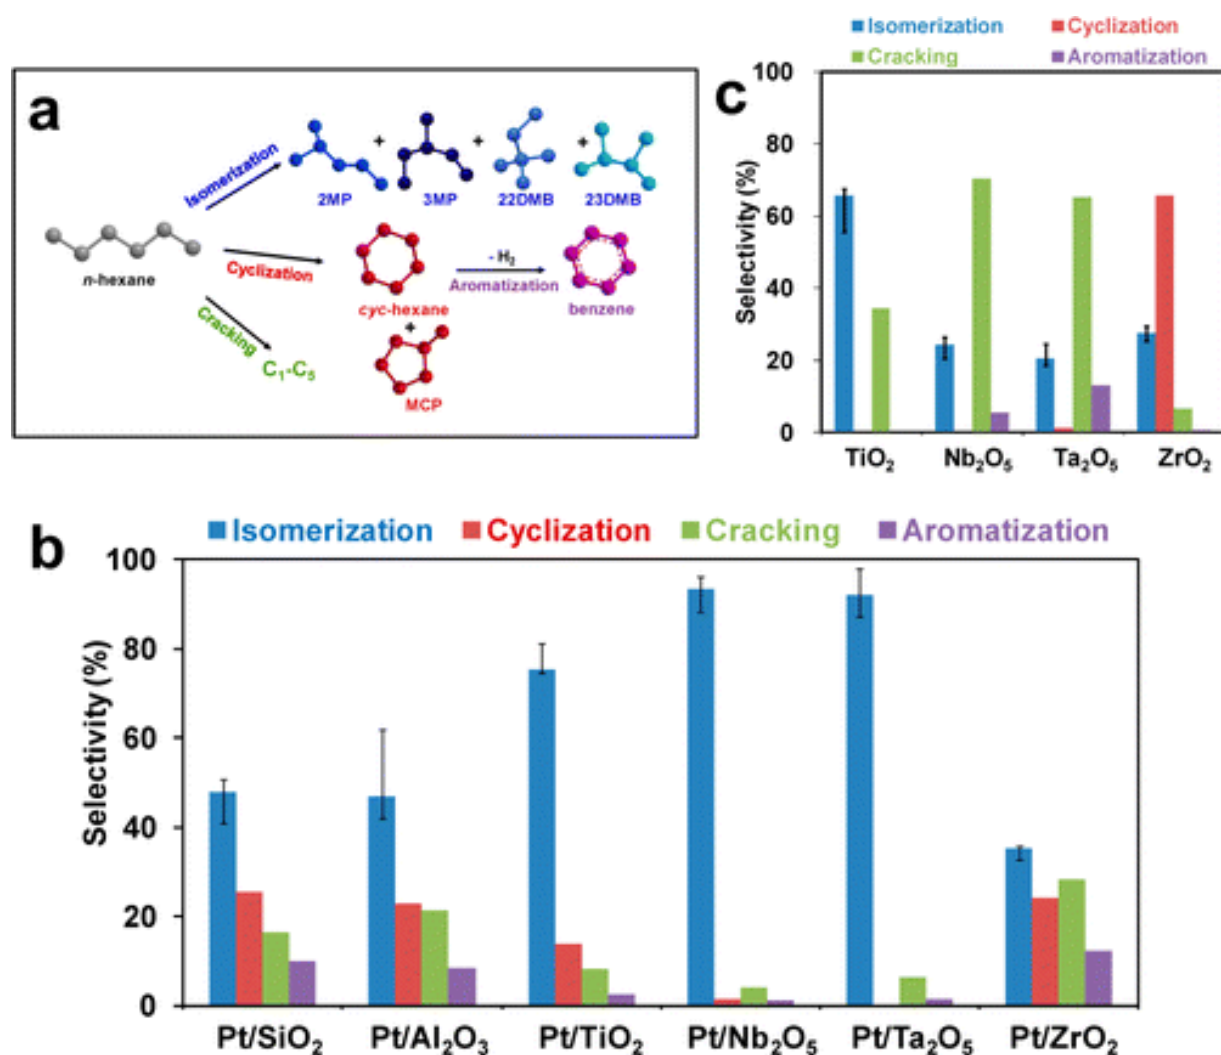 a
Isomerization
2MP + 3MP + 22DMB + 23DMB
n-hexane
Cyclization
cyc-hexane
+
MCP
- H₂
Aromatization
benzene
Cracking
C₁-C₅
c
Isomerization Cyclization
Cracking Aromatization
Selectivity (%)
100
80
60
40
20
0
TiO₂ Nb₂O₅ Ta₂O₅ ZrO₂
b
Isomerization Cyclization Cracking Aromatization
Selectivity (%)
100
80
60
40
20
0
Pt/SiO₂ Pt/Al₂O₃ Pt/TiO₂ Pt/Nb₂O₅ Pt/Ta₂O₅ Pt/ZrO₂